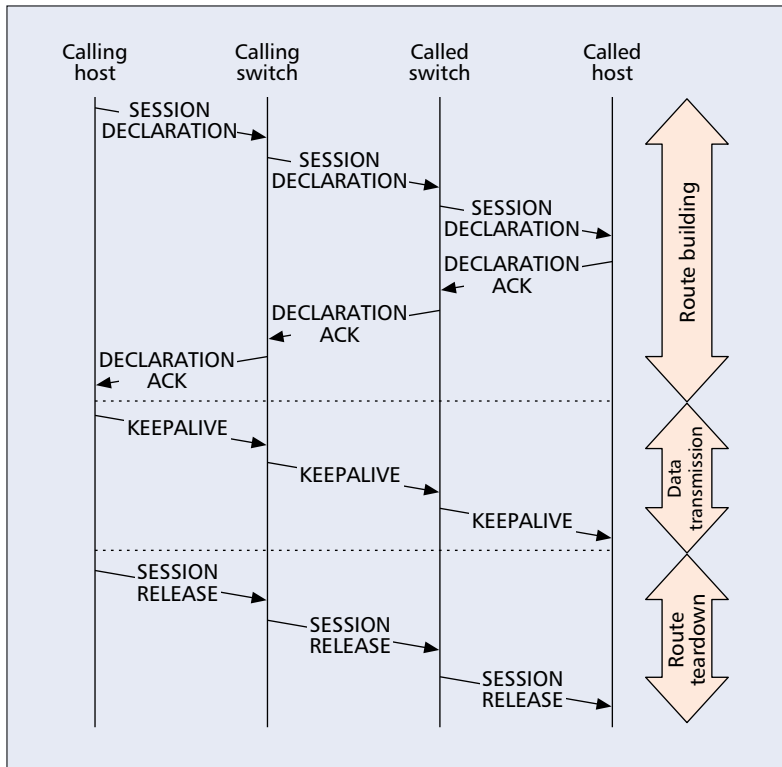 Calling
host
Calling
switch
Called
switch
Called
host
SESSION
DECLARATION
SESSION
DECLARATION
SESSION
DECLARATION
DECLARATION
ACK
DECLARATION
ACK
DECLARATION
ACK
Route building
KEEPALIVE
KEEPALIVE
KEEPALIVE
Data
transmission
SESSION
RELEASE
SESSION
RELEASE
SESSION
RELEASE
Route
teardown